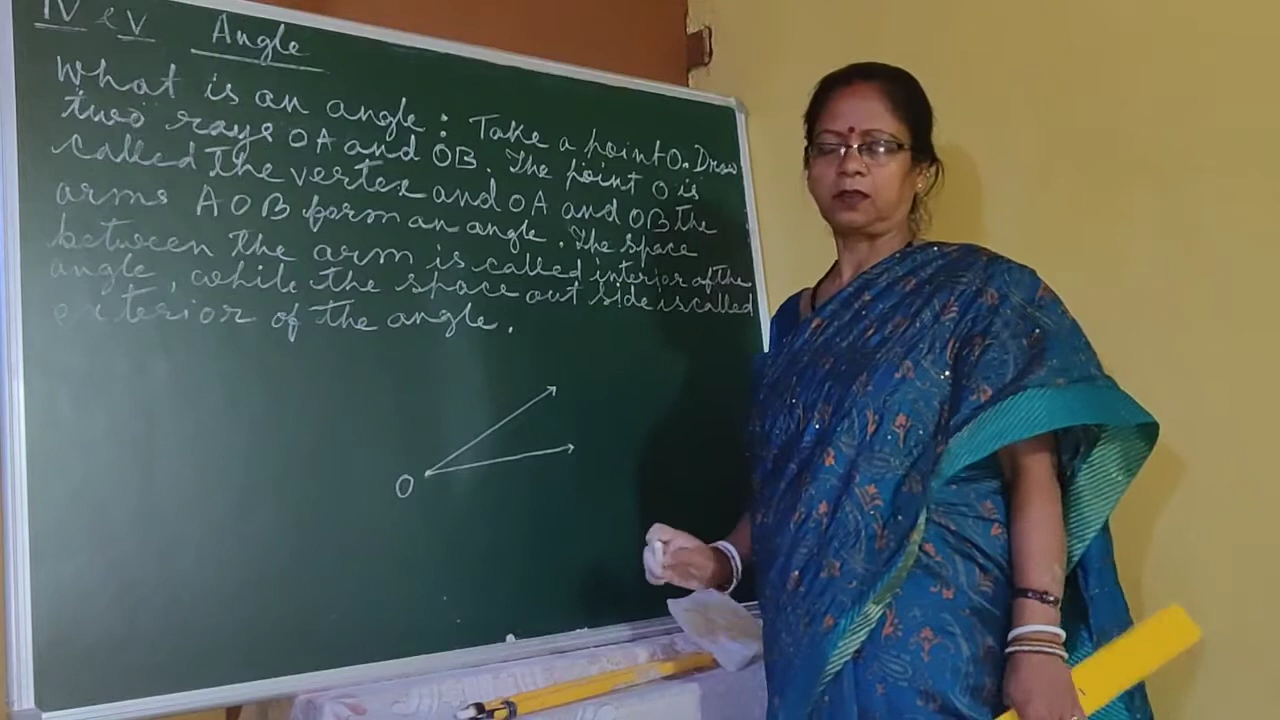 IV & V Angle
What is an angle : Take a point O. Draw
two rays OA and OB. The point O is
called The vertex and OA and OB the
arms AOB form an angle. The space
between The arm is called interior of the
angle, while the space out side is called
exterior of the angle.
O